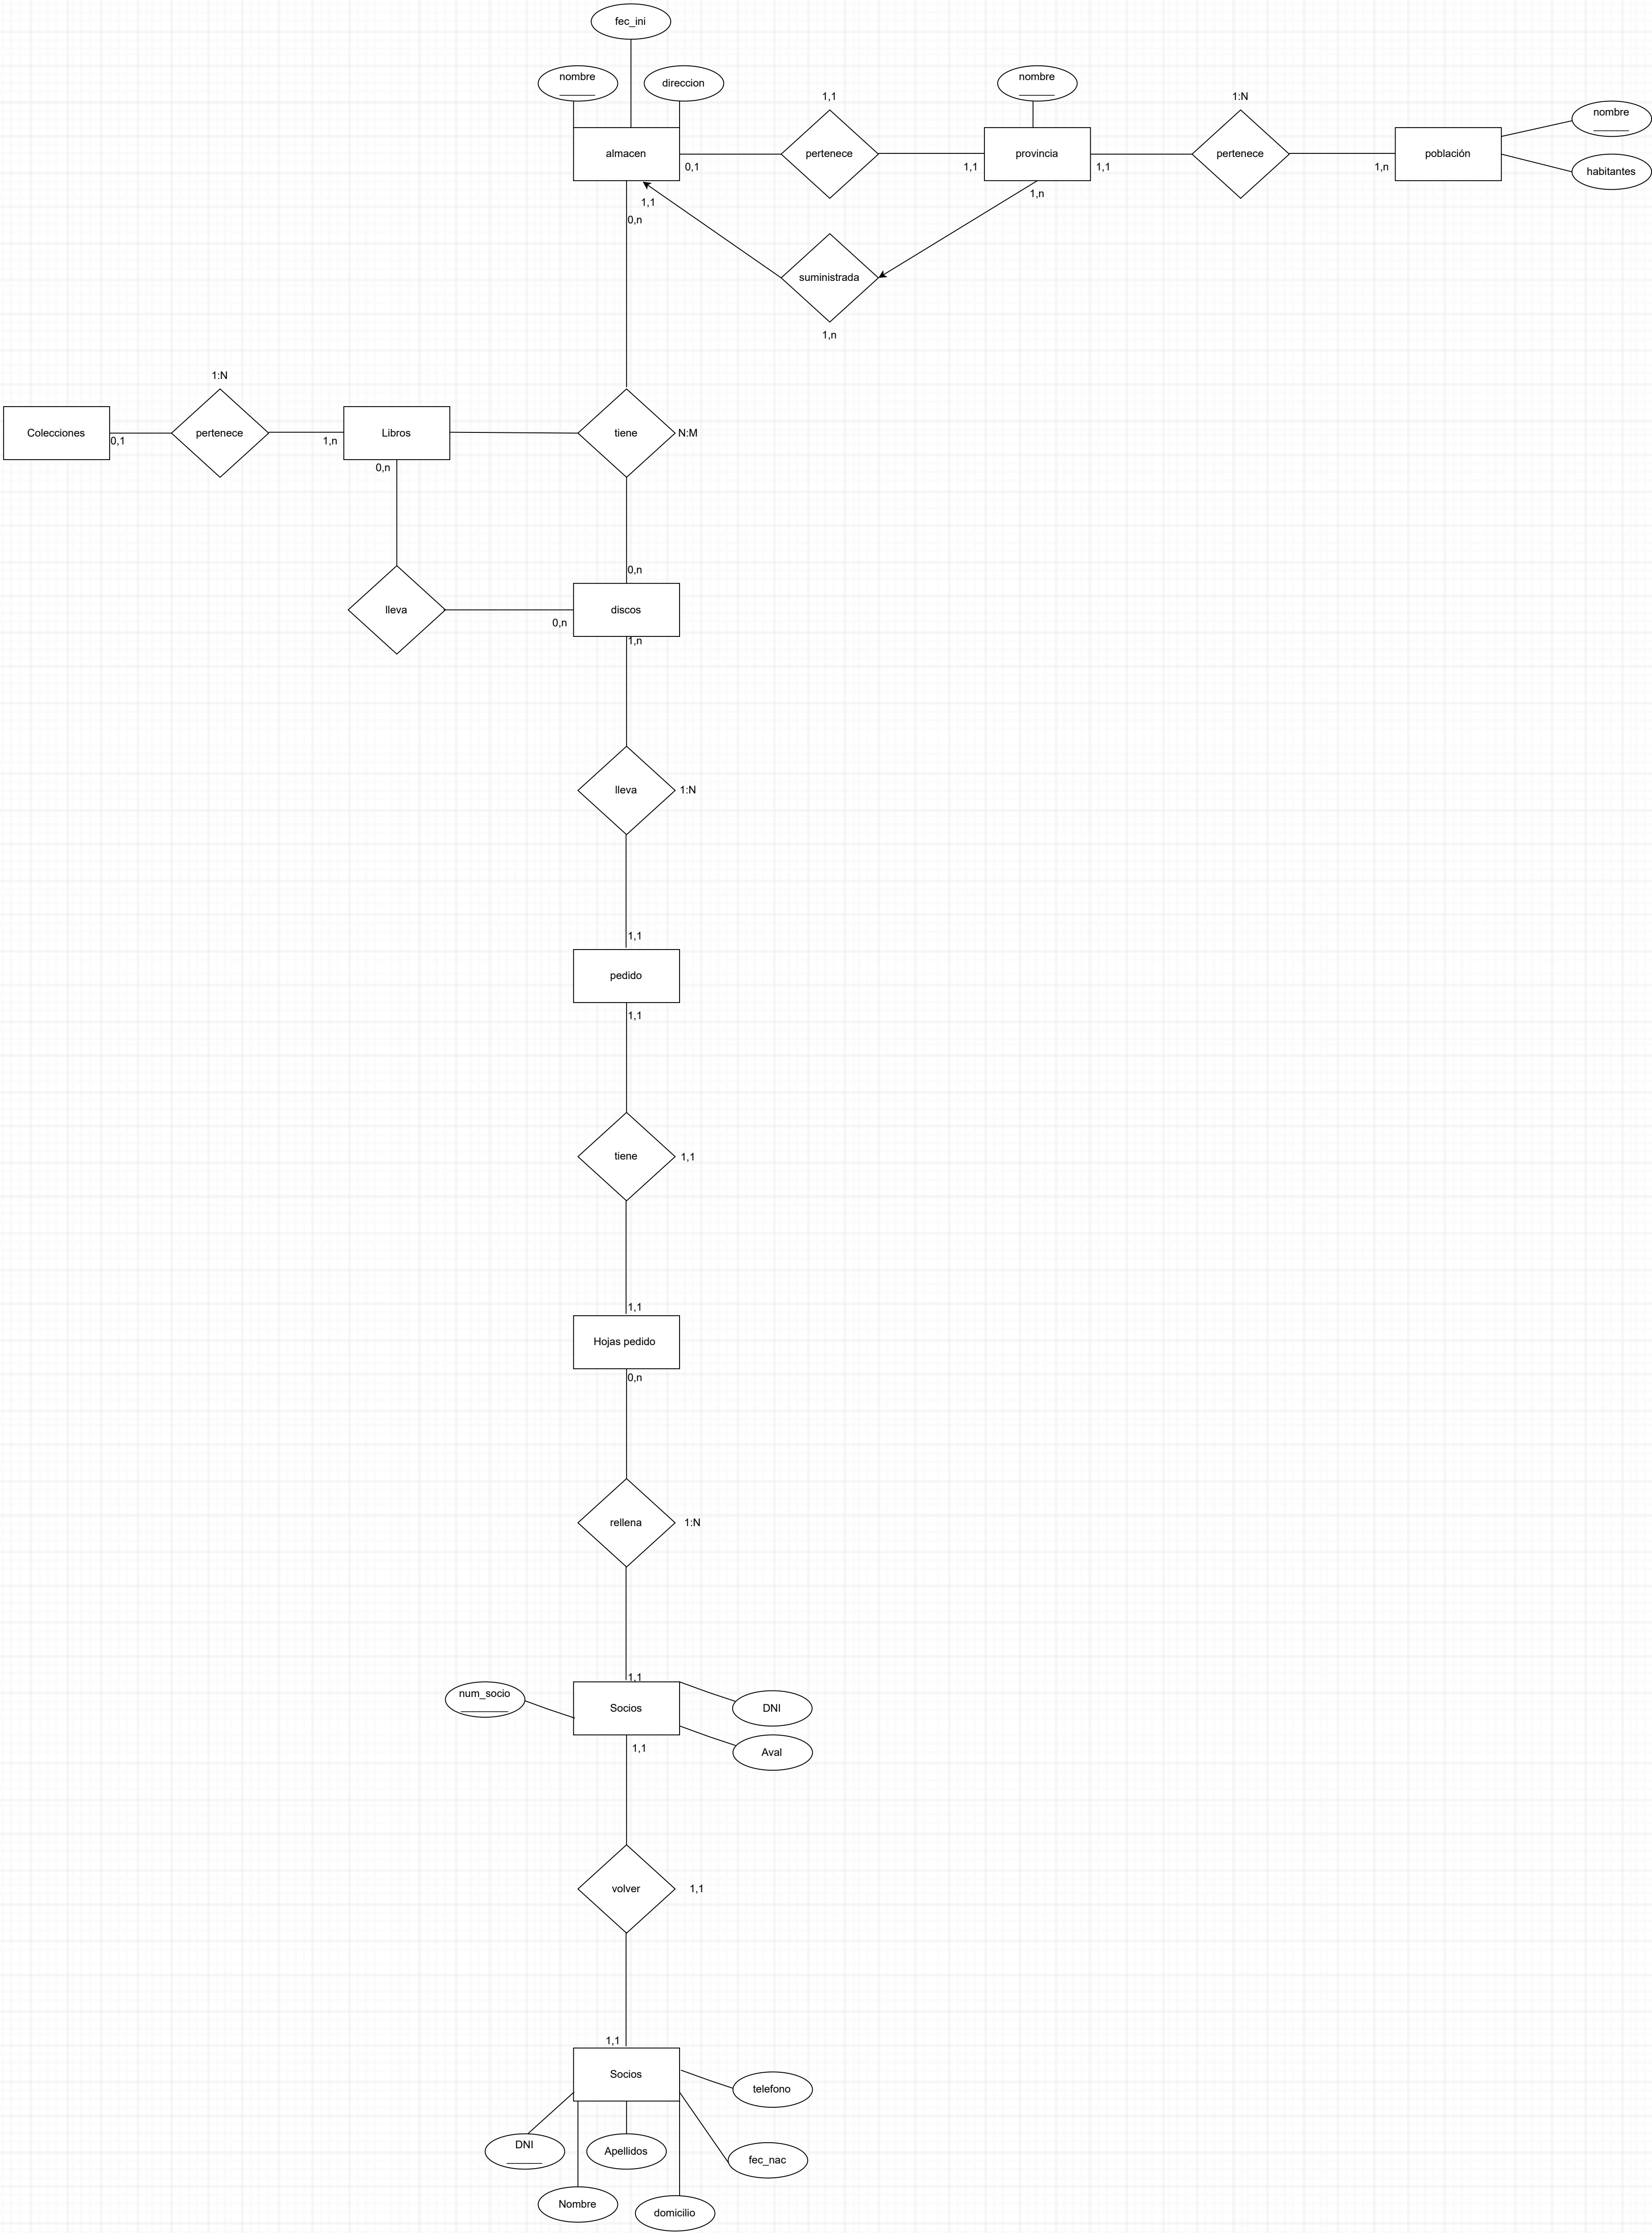 fec_ini
nombre
direccion
nombre
1,1
1:N
nombre
almacen
pertenece
provincia
pertenece
población
0,1
1,1
1,1
1,n
habitantes
1,1
1,n
0,n
suministrada
1,n
1:N
Colecciones
pertenece
Libros
tiene
N:M
0,1
1,n
0,n
0,n
lleva
discos
0,n
1,n
lleva
1:N
1,1
pedido
1,1
tiene
1,1
1,1
Hojas pedido
0,n
rellena
1:N
1,1
num_socio
Socios
DNI
Aval
1,1
volver
1,1
1,1
Socios
telefono
DNI
Apellidos
fec_nac
Nombre
domicilio